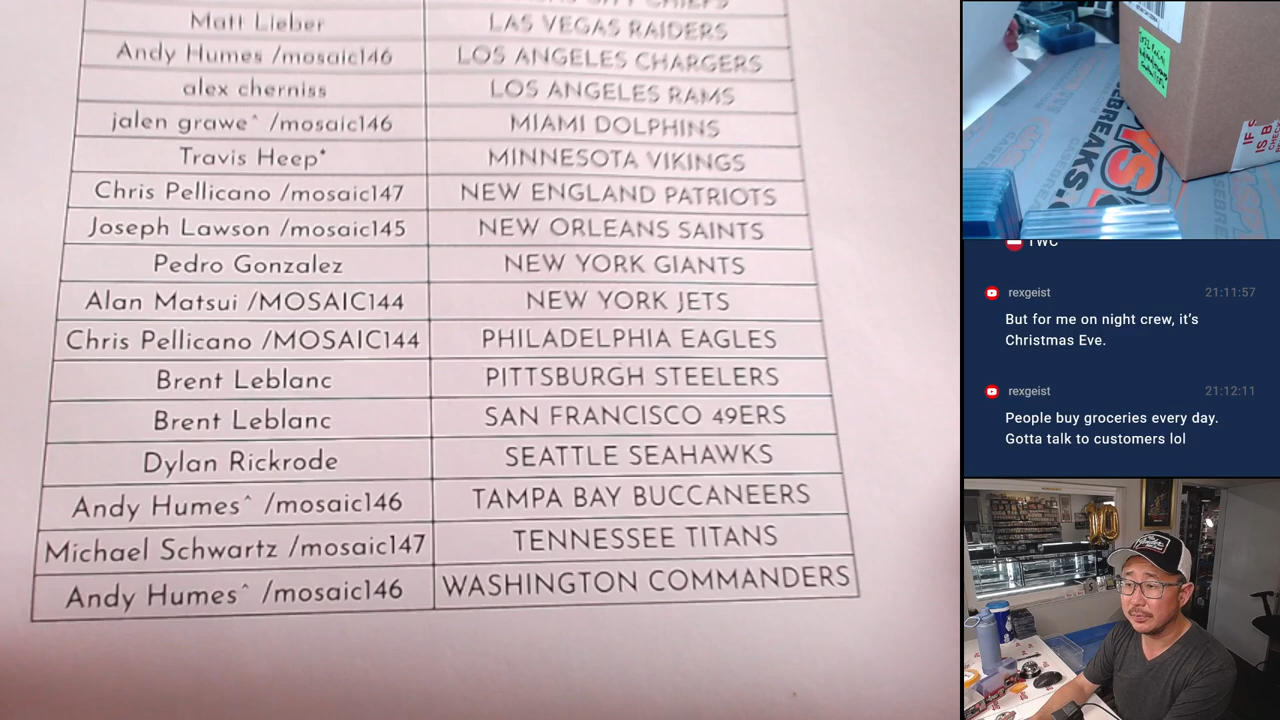 Matt Lieber LAS VEGAS RAIDERS
Andy Humes /mosaic146 LOS ANGELES CHARGERS
alex cherniss LOS ANGELES RAMS
jalen grawe^ /mosaic146 MIAMI DOLPHINS
Travis Heep* MINNESOTA VIKINGS
Chris Pellicano /mosaic147 NEW ENGLAND PATRIOTS
Joseph Lawson /mosaic145 NEW ORLEANS SAINTS
Pedro Gonzalez NEW YORK GIANTS
Alan Matsui /MOSAIC144 NEW YORK JETS
Chris Pellicano /MOSAIC144 PHILADELPHIA EAGLES
Brent Leblanc PITTSBURGH STEELERS
Brent Leblanc SAN FRANCISCO 49ERS
Dylan Rickrode SEATTLE SEAHAWKS
Andy Humes^ /mosaic146 TAMPA BAY BUCCANEERS
Michael Schwartz /mosaic147 TENNESSEE TITANS
Andy Humes^ /mosaic146 WASHINGTON COMMANDERS
TWC
rexgeist 21:11:57
But for me on night crew, it's
Christmas Eve.
rexgeist 21:12:11
People buy groceries every day.
Gotta talk to customers lol
10